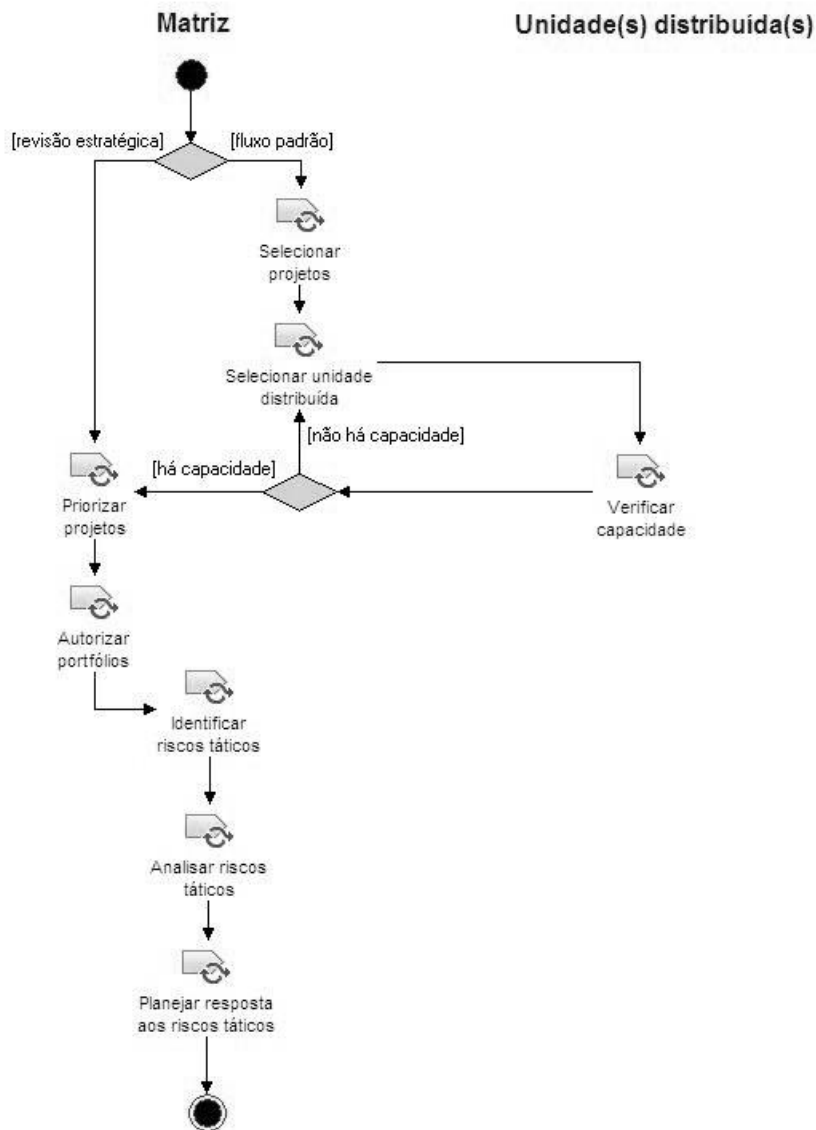 Matriz
Unidade(s) distribuída(s)
[revisão estratégica]
[fluxo padrão]
Selecionar
projetos
Selecionar unidade
distribuída
[não há capacidade]
[há capacidade]
Priorizar
projetos
Verificar
capacidade
Autorizar
portfólios
Identificar
riscos táticos
Analisar riscos
táticos
Planejar resposta
aos riscos táticos